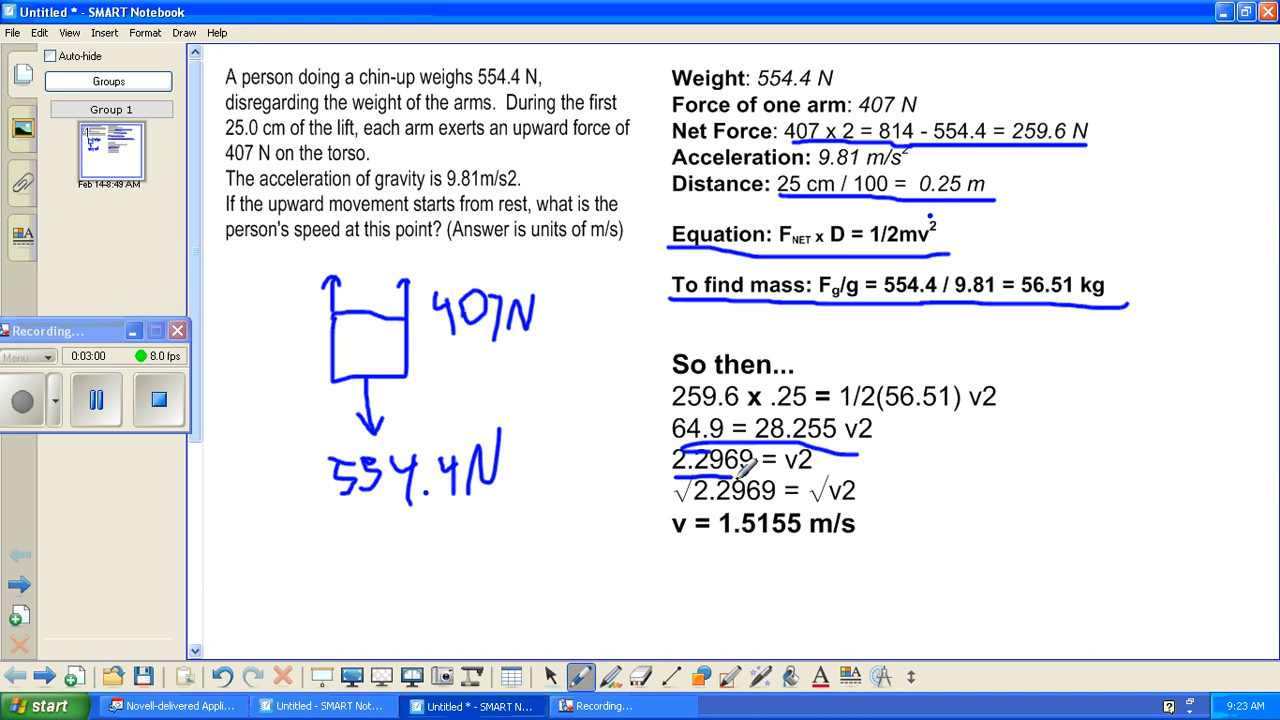 Untitled * - SMART Notebook
File Edit View Insert Format Draw Help
Auto-hide
Groups
Group 1
Feb 14-8:49 AM
A person doing a chin-up weighs 554.4 N,
disregarding the weight of the arms. During the first
25.0 cm of the lift, each arm exerts an upward force of
407 N on the torso.
The acceleration of gravity is 9.81m/s2.
If the upward movement starts from rest, what is the
person's speed at this point? (Answer is units of m/s)
407N
554.4N
Weight: 554.4 N
Force of one arm: 407 N
Net Force: 407 x 2 = 814 - 554.4 = 259.6 N
Acceleration: 9.81 m/s²
Distance: 25 cm / 100 = 0.25 m
Equation: FNET x D = 1/2mv²
To find mass: Fg/g = 554.4 / 9.81 = 56.51 kg
So then...
259.6 x .25 = 1/2(56.51) v2
64.9 = 28.255 v2
2.2969 = v2
√2.2969 = √v2
v = 1.5155 m/s
Recording...
0:03:00 8.0 fps
Menu
start
Novell-delivered Appli...
Untitled - SMART Not...
Untitled * - SMART N...
Recording...
9:23 AM